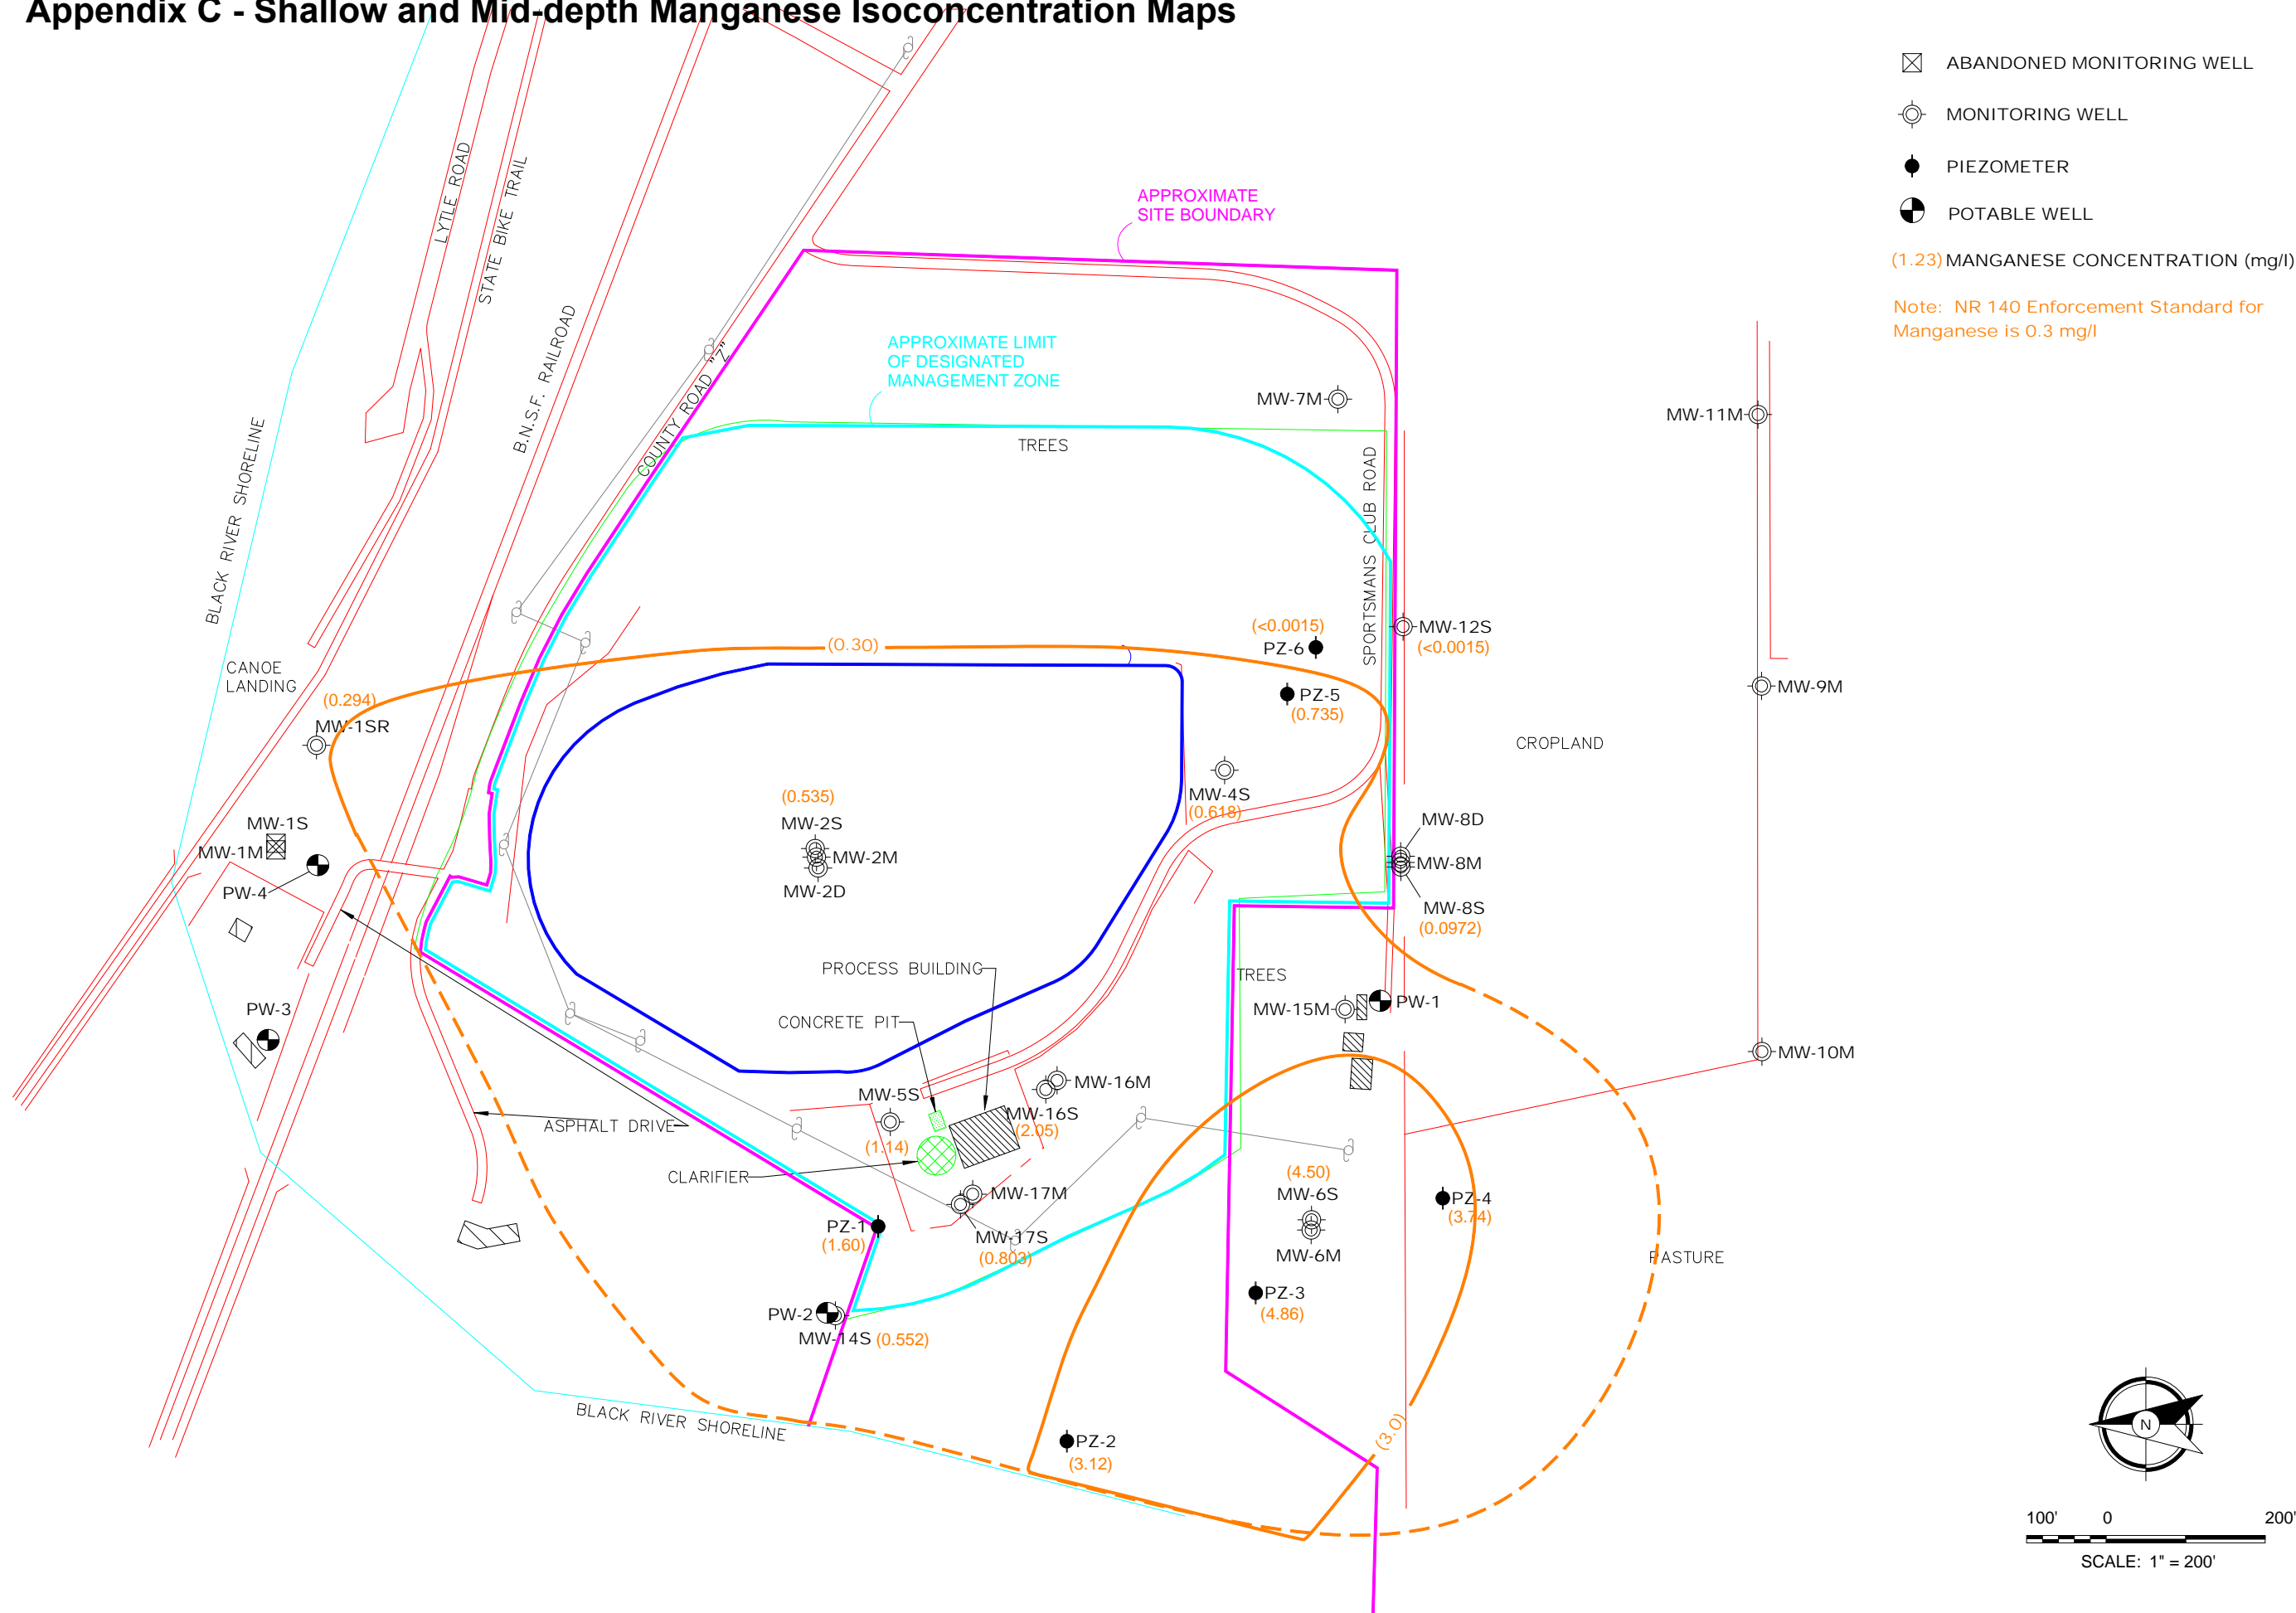 Appendix C - Shallow and Mid-depth Manganese Isoconcentration Maps
ABANDONED MONITORING WELL
MONITORING WELL
PIEZOMETER
POTABLE WELL
(1.23) MANGANESE CONCENTRATION (mg/l)
Note: NR 140 Enforcement Standard for
Manganese is 0.3 mg/l
LYTLE ROAD
STATE BIKE TRAIL
B.N.S.F. RAILROAD
COUNTY ROAD "Z"
BLACK RIVER SHORELINE
APPROXIMATE
SITE BOUNDARY
APPROXIMATE LIMIT
OF DESIGNATED
MANAGEMENT ZONE
TREES
MW-7M
MW-11M
SPORTSMANS CLUB ROAD
(<0.0015)
PZ-6
MW-12S
(<0.0015)
(0.30)
CANOE
LANDING
(0.294)
MW-1SR
PZ-5
(0.735)
MW-9M
CROPLAND
MW-4S
(0.618)
(0.535)
MW-2S
MW-2M
MW-2D
MW-1S
MW-1M
PW-4
MW-8D
MW-8M
MW-8S
(0.0972)
PROCESS BUILDING
TREES
MW-15M
PW-1
PW-3
CONCRETE PIT
MW-10M
MW-5S
(1.14)
MW-16M
MW-16S
(2.05)
ASPHALT DRIVE
CLARIFIER
MW-17M
MW-17S
(0.803)
(4.50)
MW-6S
MW-6M
PZ-4
(3.74)
PZ-1
(1.60)
PASTURE
PZ-3
(4.86)
PW-2
MW-14S (0.552)
BLACK RIVER SHORELINE
PZ-2
(3.12)
(3.0)
N
100' 0 200'
SCALE: 1" = 200'